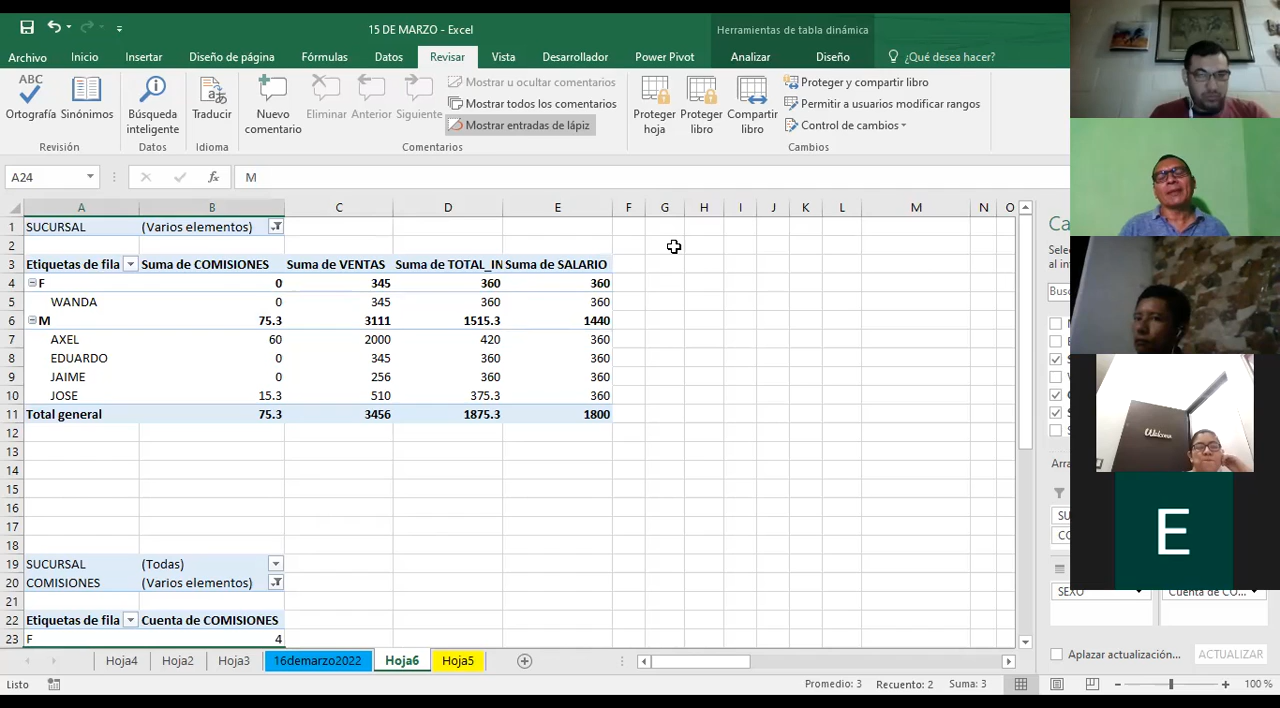 15 DE MARZO - Excel
Herramientas de tabla dinámica
Archivo Inicio Insertar Diseño de página Fórmulas Datos Revisar Vista Desarrollador Power Pivot Analizar Diseño ¿Qué desea hacer?
ABC
Ortografía Sinónimos Búsqueda inteligente Traducir Nuevo comentario Eliminar Anterior Siguiente
Mostrar u ocultar comentarios
Mostrar todos los comentarios
Mostrar entradas de lápiz
Proteger hoja Proteger libro Compartir libro
Proteger y compartir libro
Permitir a usuarios modificar rangos
Control de cambios
Revisión Datos Idioma Comentarios Cambios
A24 fx M
A B C D E F G H I J K L M N O
1 SUCURSAL (Varios elementos)
2
3 Etiquetas de fila Suma de COMISIONES Suma de VENTAS Suma de TOTAL_IN Suma de SALARIO
4 F 0 345 360 360
5 WANDA 0 345 360 360
6 M 75.3 3111 1515.3 1440
7 AXEL 60 2000 420 360
8 EDUARDO 0 345 360 360
9 JAIME 0 256 360 360
10 JOSE 15.3 510 375.3 360
11 Total general 75.3 3456 1875.3 1800
12
13
14
15
16
17
18
19 SUCURSAL (Todas)
20 COMISIONES (Varios elementos)
21
22 Etiquetas de fila Cuenta de COMISIONES
23 F 4
Ca
Selec
al inf
Busc
Arra
SU
CO
SEXO Cuenta de CO...
Aplazar actualización... ACTUALIZAR
Hoja4 Hoja2 Hoja3 16demarzo2022 Hoja6 Hoja5
Listo Promedio: 3 Recuento: 2 Suma: 3 100 %
Welcome
E